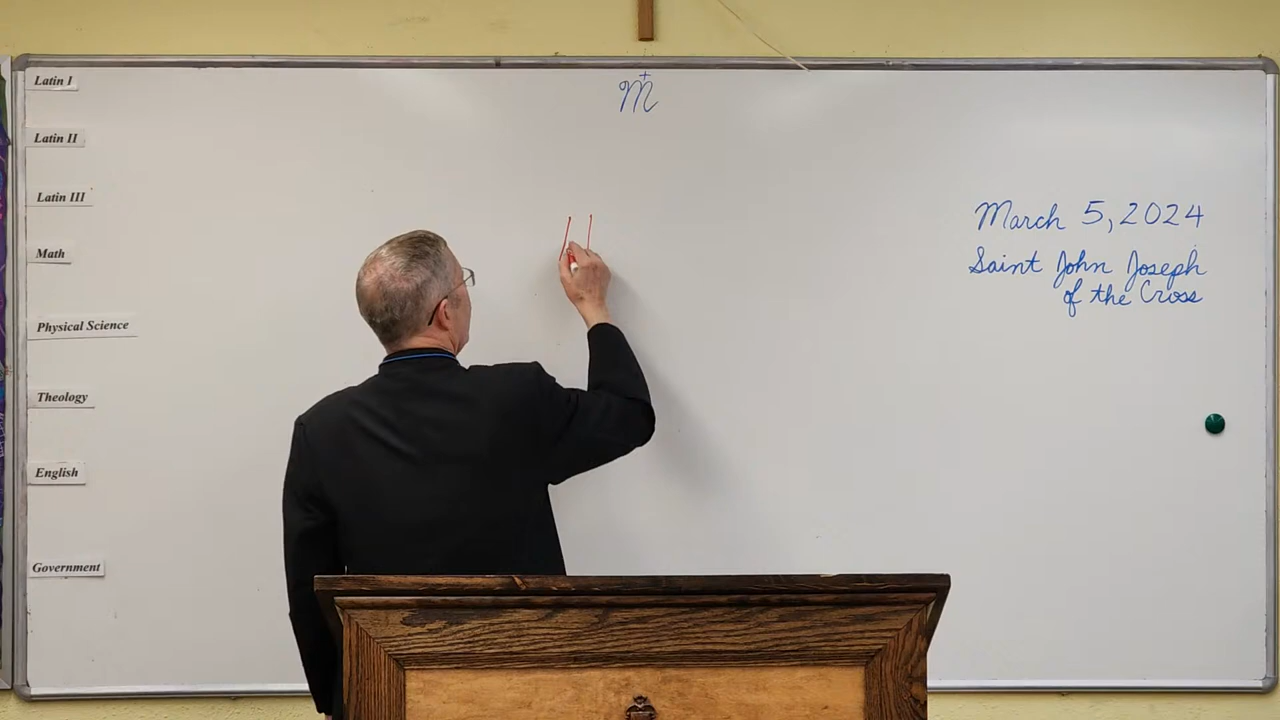 M
Latin I
Latin II
Latin III
Math
Physical Science
Theology
English
Government
March 5, 2024
Saint John Joseph
of the Cross